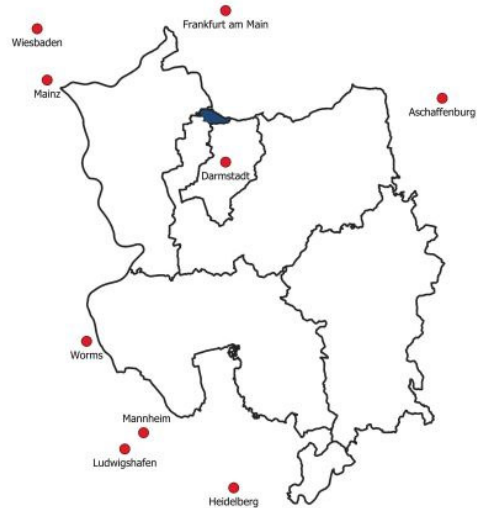 Frankfurt am Main
Wiesbaden
Mainz
Aschaffenburg
Darmstadt
Worms
Mannheim
Ludwigshafen
Heidelberg